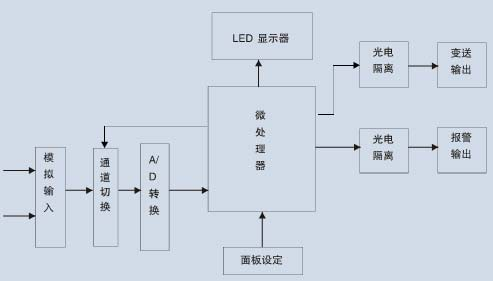 LED 显示器
光电
隔离
变送
输出
微
处
理
器
光电
隔离
报警
输出
模
拟
输
入
通
道
切
换
A/
D
转
换
面板设定